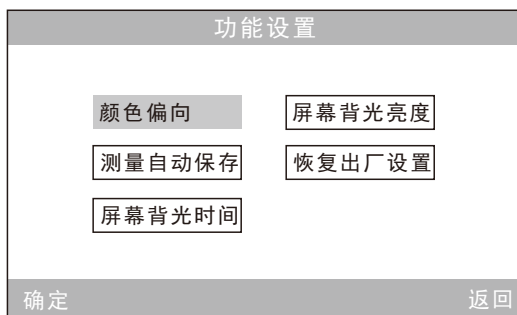 功能设置
颜色偏向 屏幕背光亮度
测量自动保存 恢复出厂设置
屏幕背光时间
确定 返回